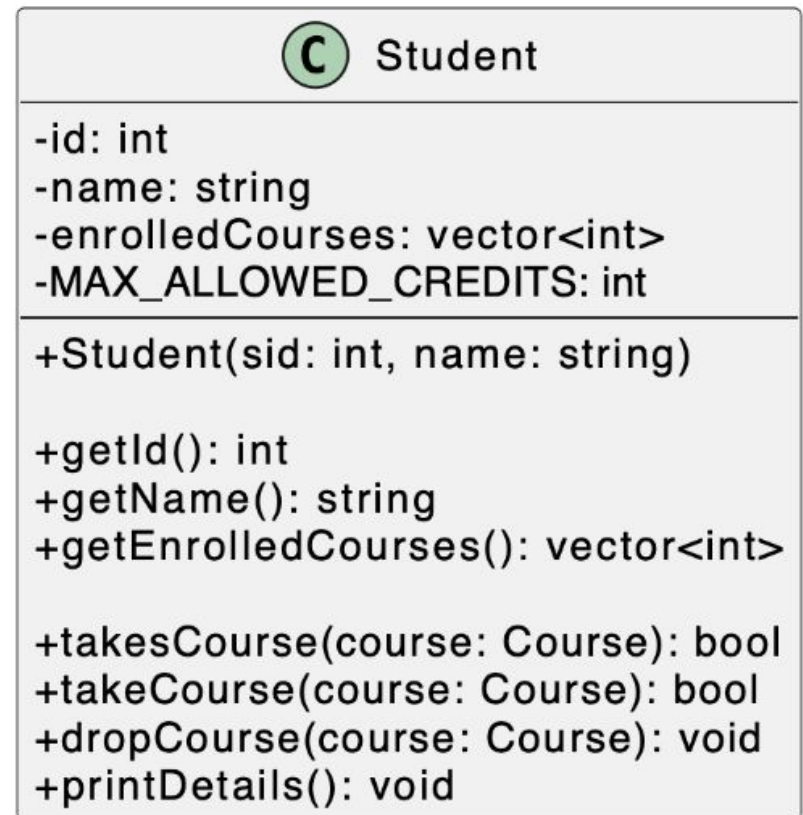 C Student
-id: int
-name: string
-enrolledCourses: vector<int>
-MAX_ALLOWED_CREDITS: int
+Student(sid: int, name: string)
+getId(): int
+getName(): string
+getEnrolledCourses(): vector<int>
+takesCourse(course: Course): bool
+takeCourse(course: Course): bool
+dropCourse(course: Course): void
+printDetails(): void